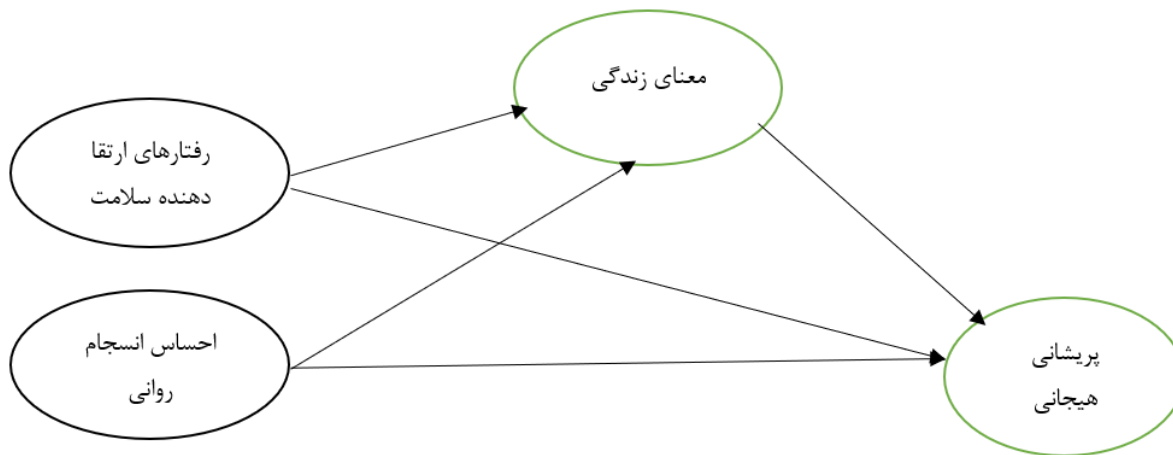 معنای زندگی
رفتارهای ارتقا
دهنده سلامت
احساس انسجام
روانی
پریشانی
هیجانی